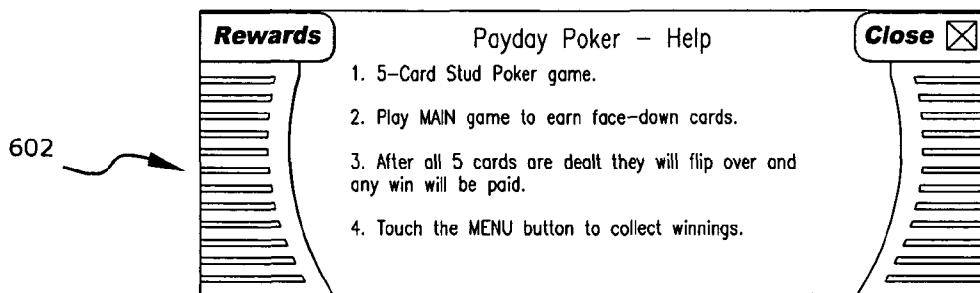 Rewards
Payday Poker – Help
Close
1. 5–Card Stud Poker game.
2. Play MAIN game to earn face–down cards.
602
3. After all 5 cards are dealt they will flip over and
any win will be paid.
4. Touch the MENU button to collect winnings.